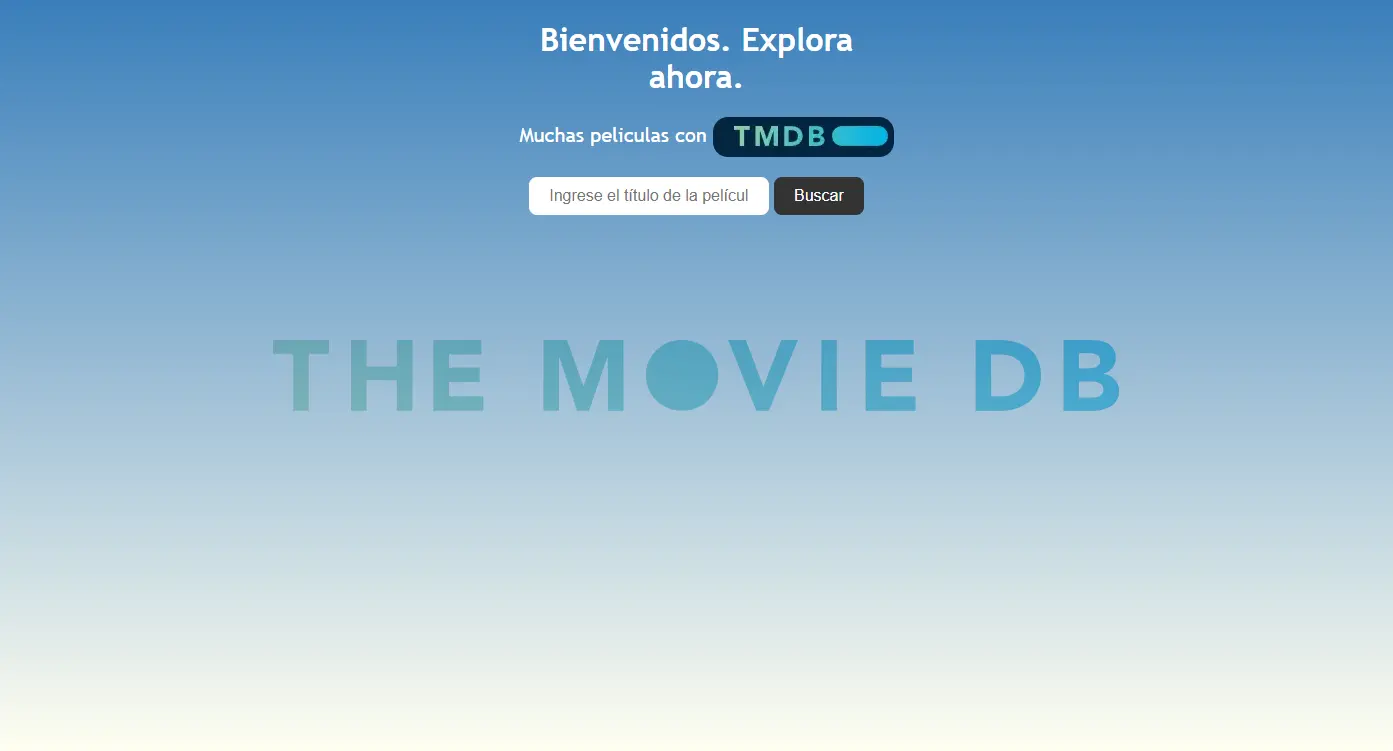 Bienvenidos. Explora
ahora.
Muchas peliculas con TMDB
Ingrese el título de la películ Buscar
THE MOVIE DB